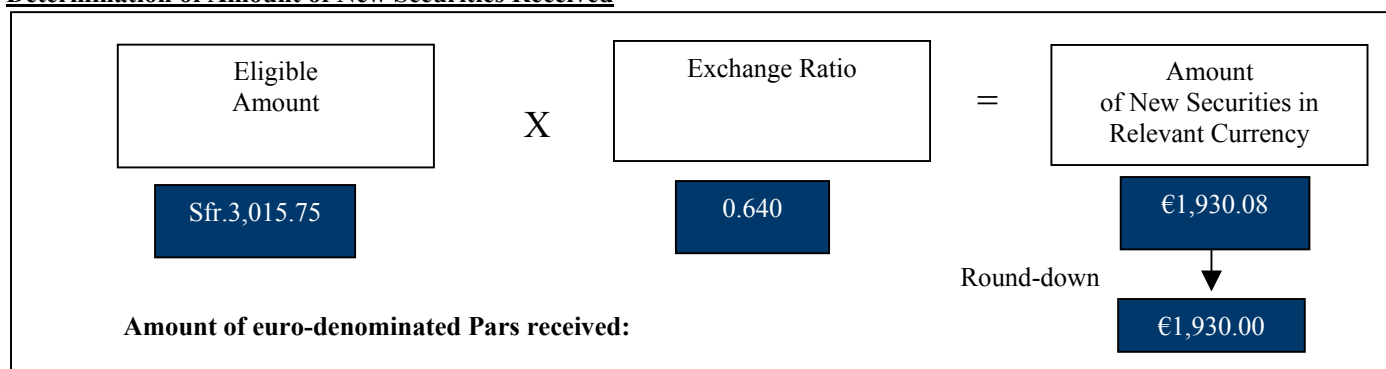 Determination of Amount of New Securities Received
Eligible
Amount
X
Exchange Ratio
=
Amount
of New Securities in
Relevant Currency
Sfr.3,015.75
0.640
€1,930.08
Round-down
Amount of euro-denominated Pars received:
€1,930.00